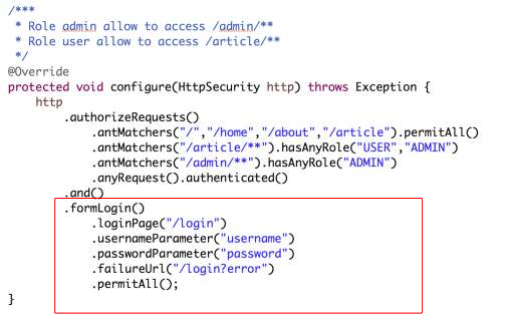 /***
 * Role admin allow to access /admin/**
 * Role user allow to access /article/**
 */
@Override
protected void configure(HttpSecurity http) throws Exception {
    http
        .authorizeRequests()
            .antMatchers("/","/home","/about","/article").permitAll()
            .antMatchers("/article/**").hasAnyRole("USER","ADMIN")
            .antMatchers("/admin/**").hasAnyRole("ADMIN")
            .anyRequest().authenticated()
        .and()
        .formLogin()
            .loginPage("/login")
            .usernameParameter("username")
            .passwordParameter("password")
            .failureUrl("/login?error")
            .permitAll();
}